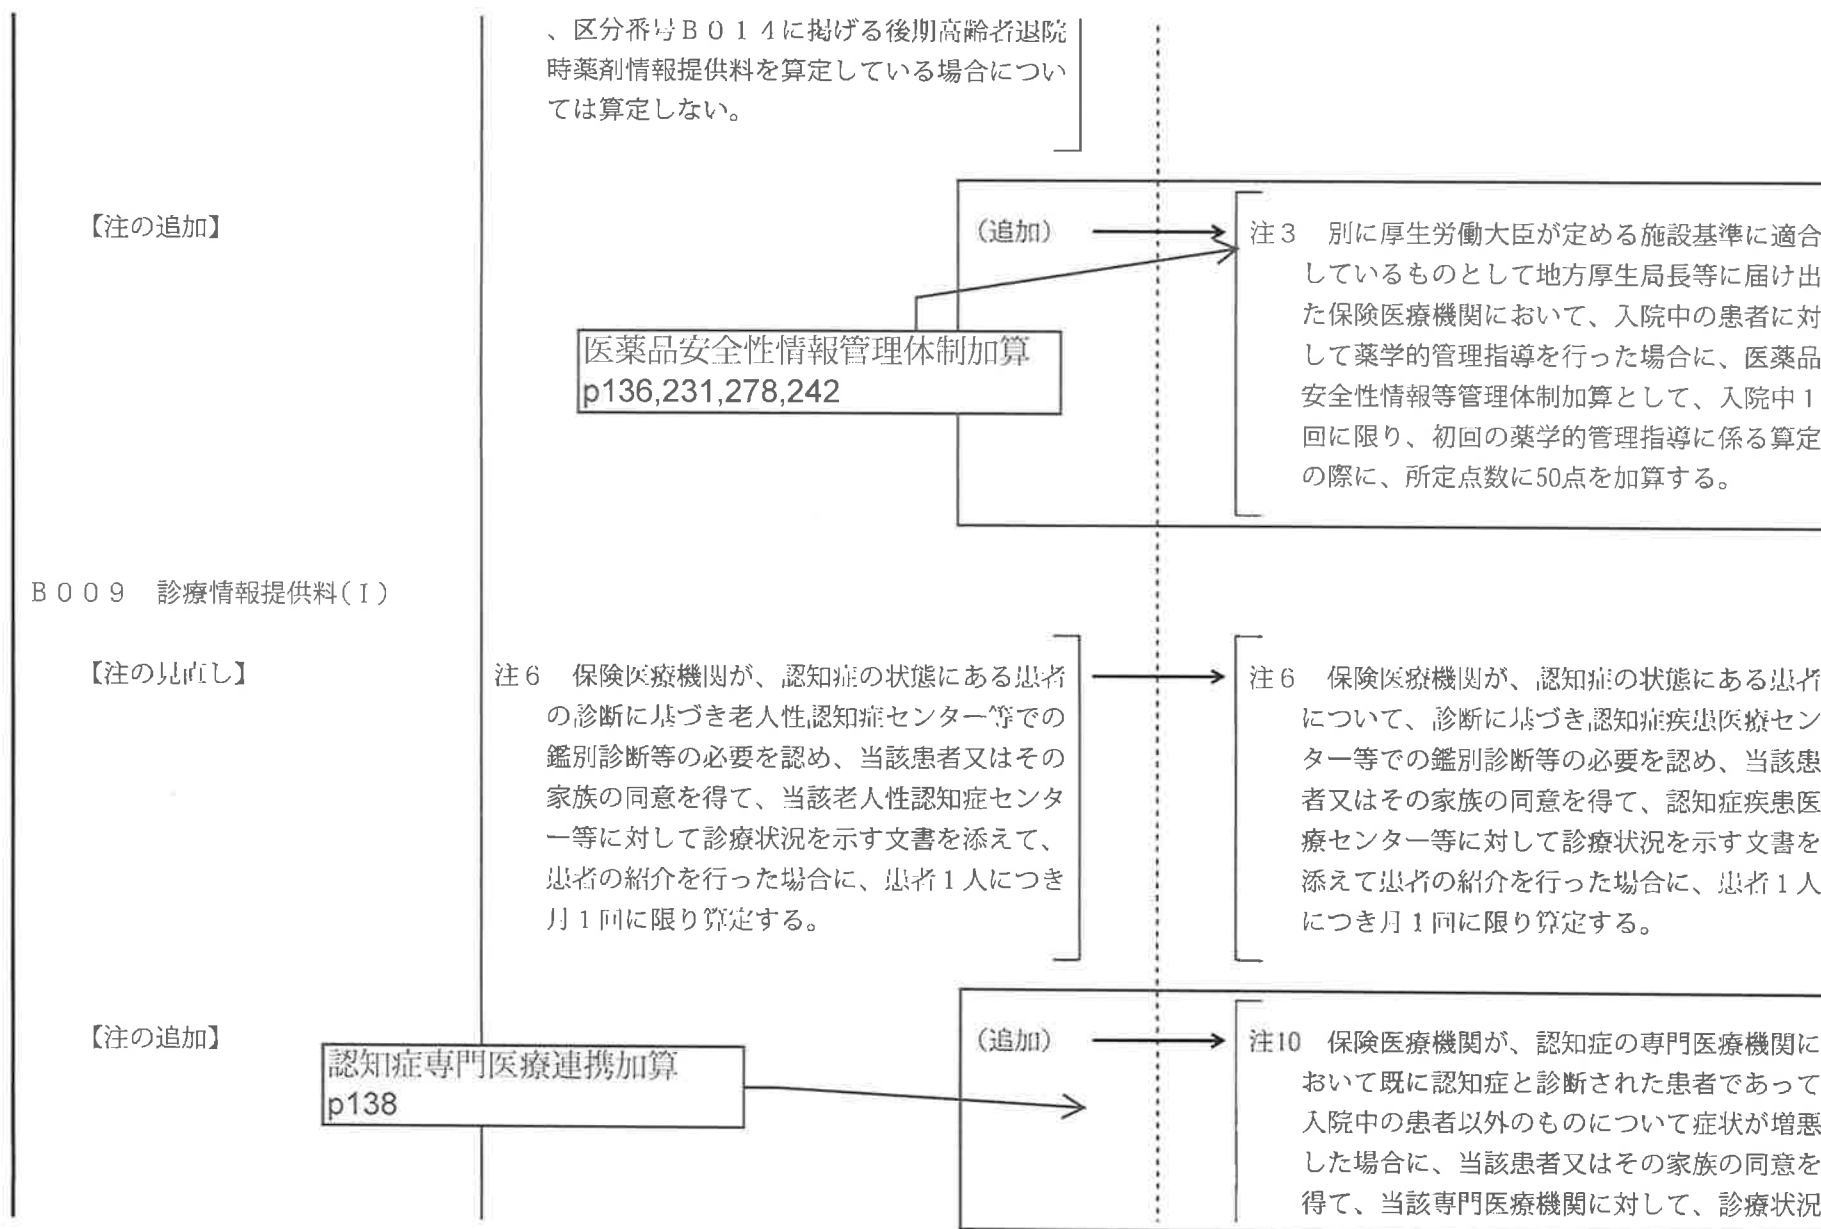 、区分番号B014に掲げる後期高齢者退院
時薬剤情報提供料を算定している場合につい
ては算定しない。
【注の追加】
（追加）
注3　別に厚生労働大臣が定める施設基準に適合
しているものとして地方厚生局長等に届け出
た保険医療機関において、入院中の患者に対
して薬学的管理指導を行った場合に、医薬品
安全性情報等管理体制加算として、入院中1
回に限り、初回の薬学的管理指導に係る算定
の際に、所定点数に50点を加算する。
医薬品安全性情報管理体制加算
p136,231,278,242
B009　診療情報提供料(Ⅰ)
【注の見直し】
注6　保険医療機関が、認知症の状態にある患者
の診断に基づき老人性認知症センター等での
鑑別診断等の必要を認め、当該患者又はその
家族の同意を得て、当該老人性認知症センタ
ー等に対して診療状況を示す文書を添えて、
患者の紹介を行った場合に、患者1人につき
月1回に限り算定する。
注6　保険医療機関が、認知症の状態にある患者
について、診断に基づき認知症疾患医療セン
ター等での鑑別診断等の必要を認め、当該患
者又はその家族の同意を得て、認知症疾患医
療センター等に対して診療状況を示す文書を
添えて患者の紹介を行った場合に、患者1人
につき月1回に限り算定する。
【注の追加】
認知症専門医療連携加算
p138
（追加）
注10　保険医療機関が、認知症の専門医療機関に
おいて既に認知症と診断された患者であって
入院中の患者以外のものについて症状が増悪
した場合に、当該患者又はその家族の同意を
得て、当該専門医療機関に対して、診療状況